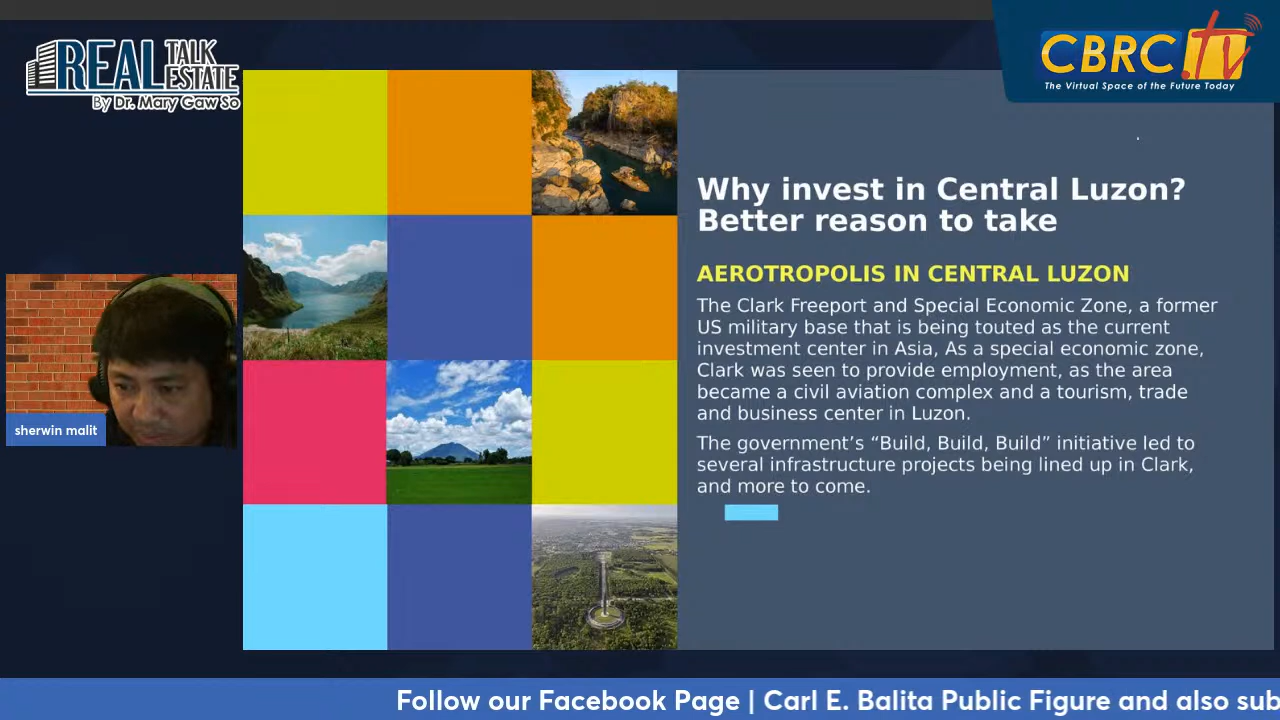 REAL TALK ESTATE
By Dr. Mary Gaw So
CBRC.tv
The Virtual Space of the Future Today
Why invest in Central Luzon?
Better reason to take
AEROTROPOLIS IN CENTRAL LUZON
The Clark Freeport and Special Economic Zone, a former
US military base that is being touted as the current
investment center in Asia, As a special economic zone,
Clark was seen to provide employment, as the area
became a civil aviation complex and a tourism, trade
and business center in Luzon.
The government’s “Build, Build, Build” initiative led to
several infrastructure projects being lined up in Clark,
and more to come.
sherwin malit
Follow our Facebook Page | Carl E. Balita Public Figure and also sub